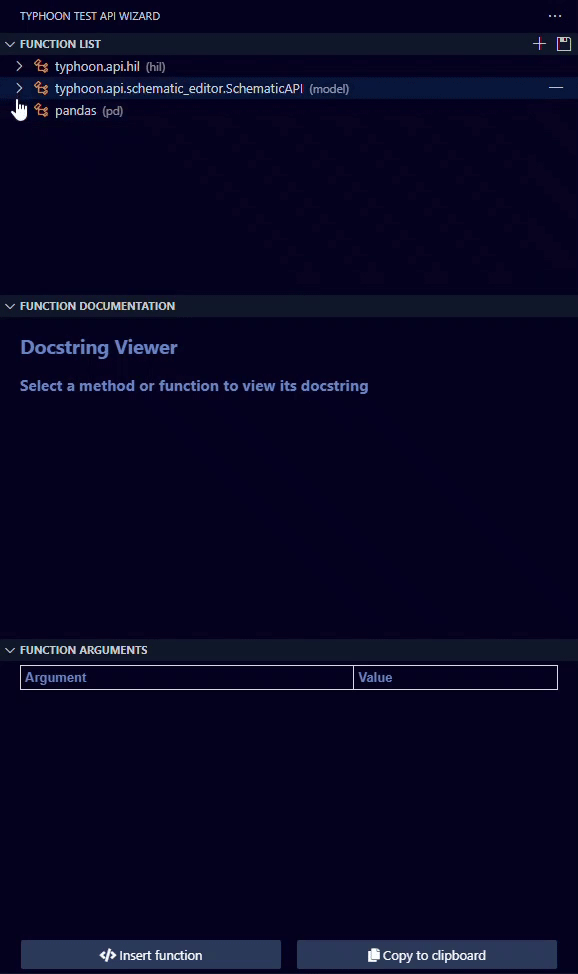 TYPHOON TEST API WIZARD
FUNCTION LIST
typhoon.api.hil (hil)
typhoon.api.schematic_editor.SchematicAPI (model)
pandas (pd)
FUNCTION DOCUMENTATION
Docstring Viewer
Select a method or function to view its docstring
FUNCTION ARGUMENTS
Argument Value
Insert function Copy to clipboard